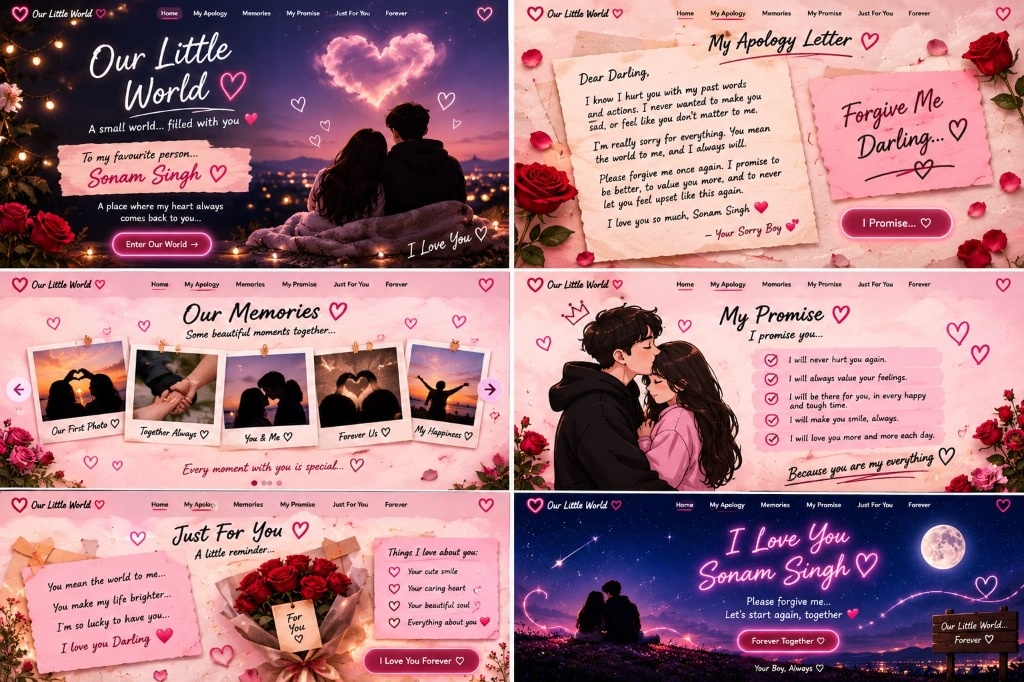 Our Little World
Home My Apology Memories My Promise Just For You Forever
Our Little
World
A small world... filled with you
To my favourite person...
Sonam Singh
A place where my heart always
comes back to you...
Enter Our World →
I Love You
Our Little World
Home My Apology Memories My Promise Just For You Forever
My Apology Letter
Dear Darling,
I know I hurt you with my past words
and actions. I never wanted to make you
sad, or feel like you don't matter to me.
I'm really sorry for everything. You mean
the world to me, and I always will.
Please forgive me once again. I promise to
be better, to value you more, and to never
let you feel upset like this again.
I love you so much, Sonam Singh
– Your Sorry Boy
Forgive Me
Darling...
I Promise...
Our Little World
Home My Apology Memories My Promise Just For You Forever
Our Memories
Some beautiful moments together...
Our First Photo
Together Always
You & Me
Forever Us
My Happiness
Every moment with you is special...
Our Little World
Home My Apology Memories My Promise Just For You Forever
My Promise
I promise you...
I will never hurt you again.
I will always value your feelings.
I will be there for you, in every happy
and tough time.
I will make you smile, always.
I will love you more and more each day.
Because you are my everything
Our Little World
Home My Apology Memories My Promise Just For You Forever
Just For You
A little reminder...
You mean the world to me...
You make my life brighter...
I'm so lucky to have you...
I love you Darling
For
You
Things I love about you:
Your cute smile
Your caring heart
Your beautiful soul
Everything about you
I Love You Forever
Our Little World
Home My Apology Memories My Promise Just For You Forever
I Love You
Sonam Singh
Please forgive me...
Let's start again, together
Forever Together
Your Boy, Always
Our Little World...
Forever